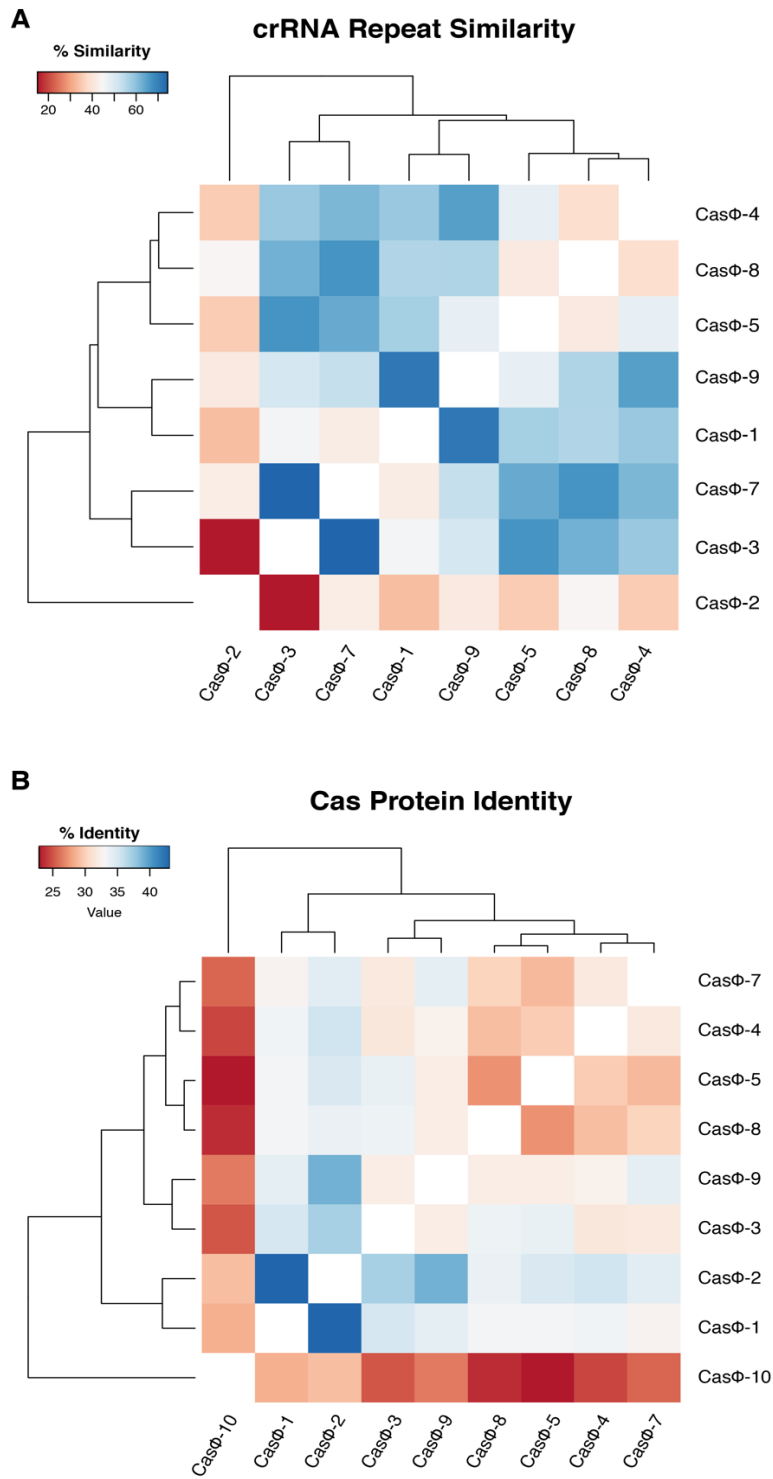 A
crRNA Repeat Similarity
% Similarity
20 40 60
CasΦ-4
CasΦ-8
CasΦ-5
CasΦ-9
CasΦ-1
CasΦ-7
CasΦ-3
CasΦ-2
CasΦ-2 CasΦ-3 CasΦ-7 CasΦ-1 CasΦ-9 CasΦ-5 CasΦ-8 CasΦ-4
B
Cas Protein Identity
% Identity
25 30 35 40
Value
CasΦ-7
CasΦ-4
CasΦ-5
CasΦ-8
CasΦ-9
CasΦ-3
CasΦ-2
CasΦ-1
CasΦ-10
CasΦ-10 CasΦ-1 CasΦ-2 CasΦ-3 CasΦ-9 CasΦ-8 CasΦ-5 CasΦ-4 CasΦ-7